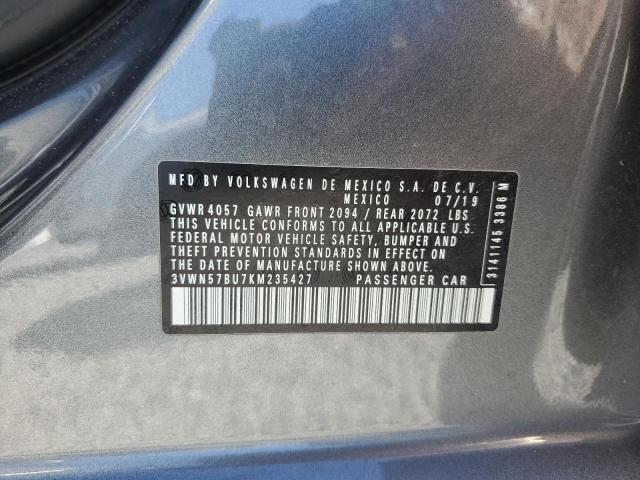 MFD BY VOLKSWAGEN DE MEXICO S.A. DE C.V.
MEXICO 07/19
GVWR 4057 GAWR FRONT 2094 / REAR 2072 LBS
THIS VEHICLE CONFORMS TO ALL APPLICABLE U.S.
FEDERAL MOTOR VEHICLE SAFETY, BUMPER AND
THEFT PREVENTION STANDARDS IN EFFECT ON
THE DATE OF MANUFACTURE SHOWN ABOVE.
3VWN57BU7KM235427 PASSENGER CAR
3141145 3386 M